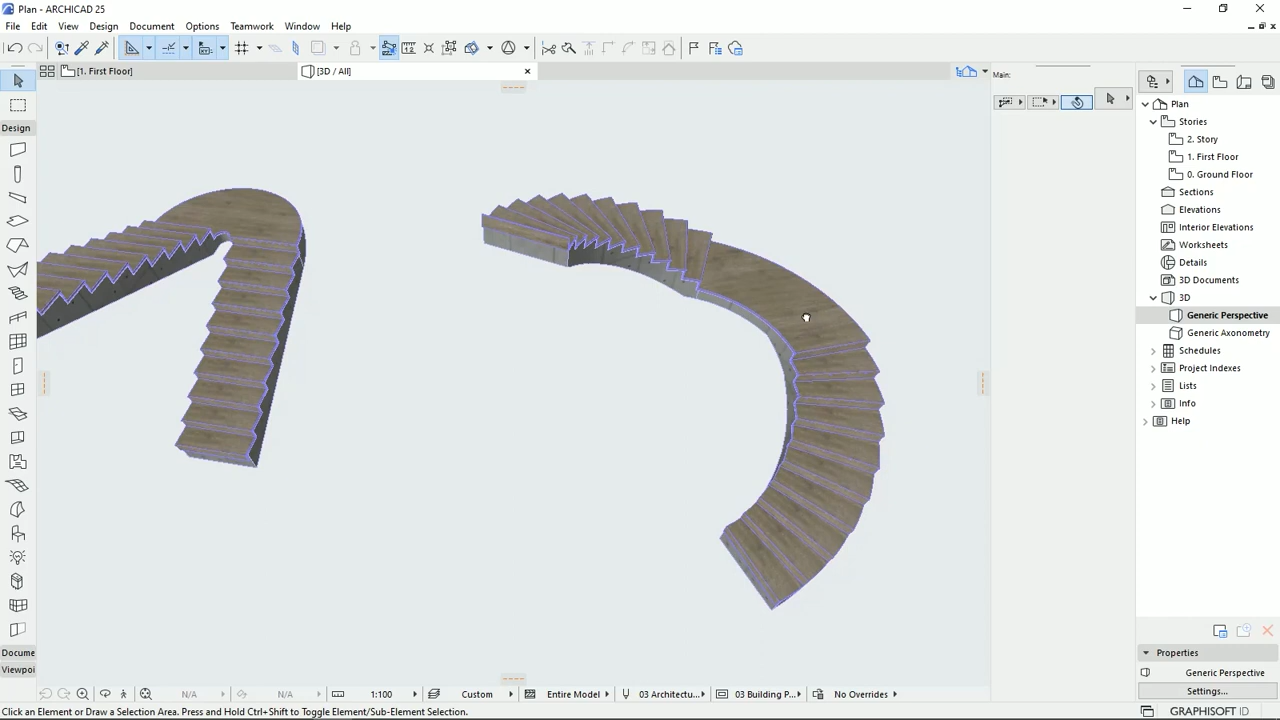 Plan - ARCHICAD 25
File Edit View Design Document Options Teamwork Window Help
[1. First Floor]
[3D / All]
Main:
Design
Plan
Stories
2. Story
1. First Floor
0. Ground Floor
Sections
Elevations
Interior Elevations
Worksheets
Details
3D Documents
3D
Generic Perspective
Generic Axonometry
Schedules
Project Indexes
Lists
Info
Help
Docume
Viewpoi
Properties
Generic Perspective
Settings...
N/A N/A 1:100 Custom Entire Model 03 Architectu... 03 Building P... No Overrides
Click an Element or Draw a Selection Area. Press and Hold Ctrl+Shift to Toggle Element/Sub-Element Selection.
GRAPHISOFT ID